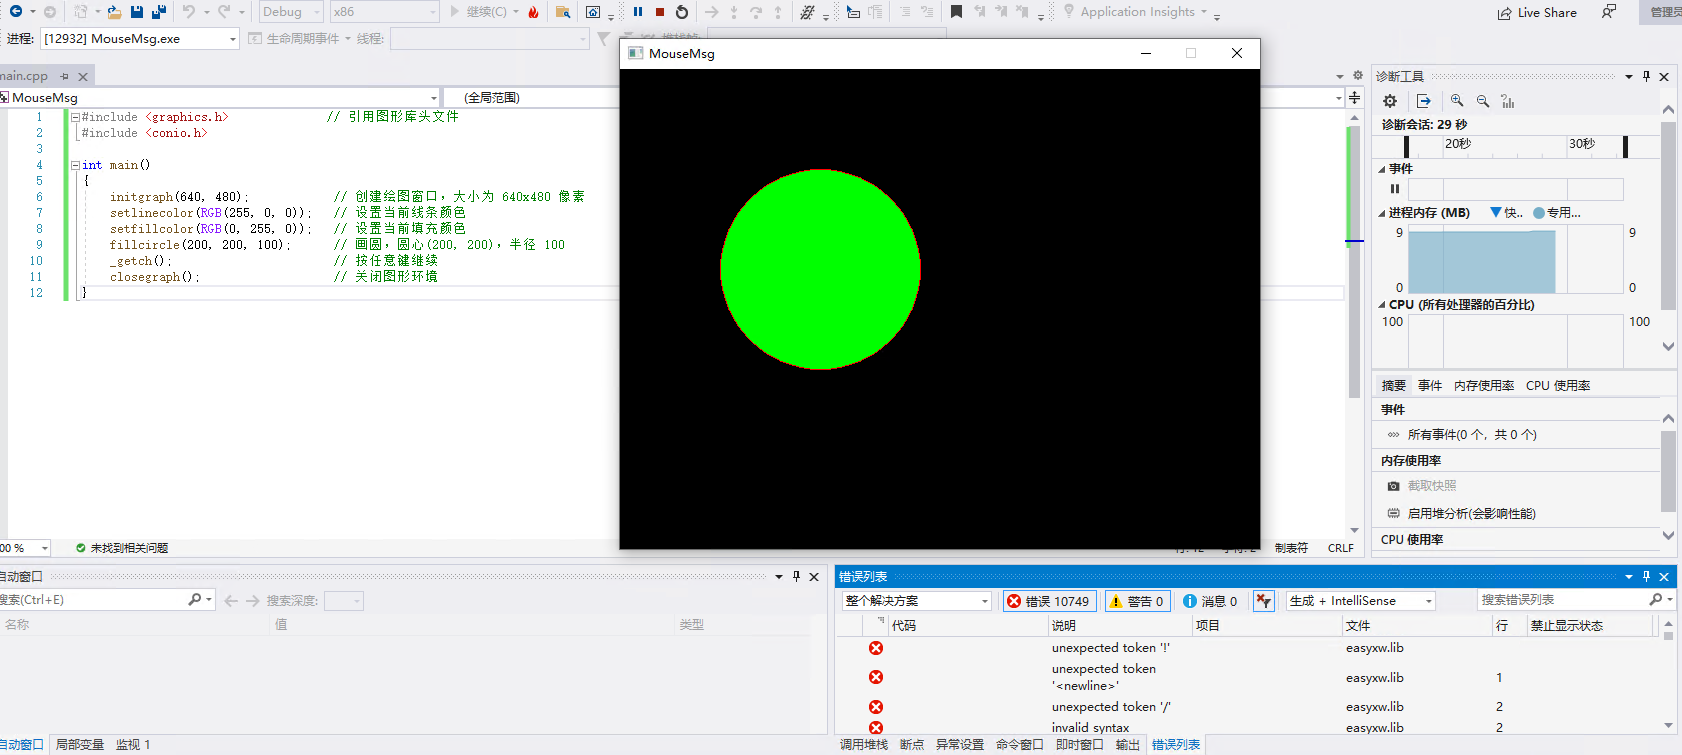 Debug
x86
继续(C)
Application Insights
Live Share
管理员
进程:
[12932] MouseMsg.exe
生命周期事件
线程:
MouseMsg
main.cpp
MouseMsg
(全局范围)
1 #include <graphics.h> // 引用图形库头文件
2 #include <conio.h>
3
4 int main()
5 {
6 initgraph(640, 480); // 创建绘图窗口，大小为 640x480 像素
7 setlinecolor(RGB(255, 0, 0)); // 设置当前线条颜色
8 setfillcolor(RGB(0, 255, 0)); // 设置当前填充颜色
9 fillcircle(200, 200, 100); // 画圆，圆心(200, 200)，半径 100
10 _getch(); // 按任意键继续
11 closegraph(); // 关闭图形环境
12 }
00 %
未找到相关问题
制表符
CRLF
诊断工具
诊断会话: 29 秒
20秒
30秒
事件
进程内存 (MB)
快..
专用...
9
9
0
0
CPU (所有处理器的百分比)
100
100
摘要
事件
内存使用率
CPU 使用率
事件
所有事件(0 个，共 0 个)
内存使用率
截取快照
启用堆分析(会影响性能)
CPU 使用率
自动窗口
搜索(Ctrl+E)
搜索深度:
名称
值
类型
自动窗口
局部变量
监视 1
错误列表
整个解决方案
错误 10749
警告 0
消息 0
生成 + IntelliSense
搜索错误列表
代码
说明
项目
文件
行
禁止显示状态
unexpected token '!' easyxw.lib
unexpected token
'<newline>' easyxw.lib 1
unexpected token '/' easyxw.lib 2
invalid syntax easyxw.lib 2
调用堆栈
断点
异常设置
命令窗口
即时窗口
输出
错误列表